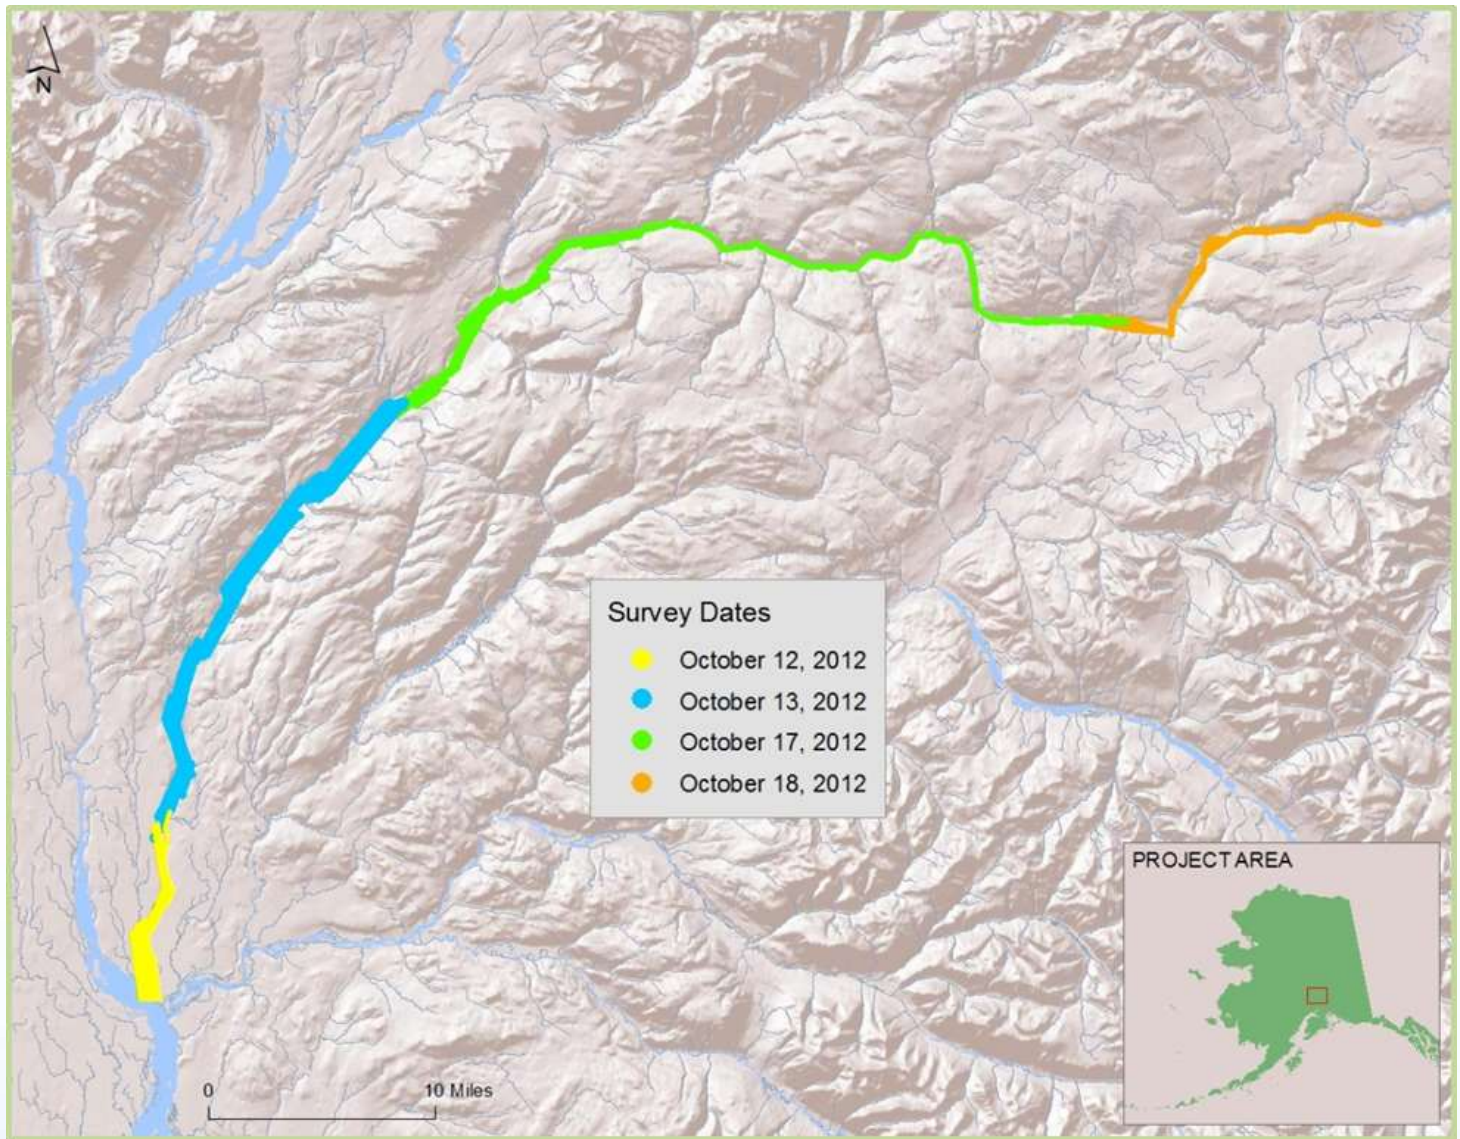 N
Survey Dates
October 12, 2012
October 13, 2012
October 17, 2012
October 18, 2012
PROJECT AREA
0 10 Miles